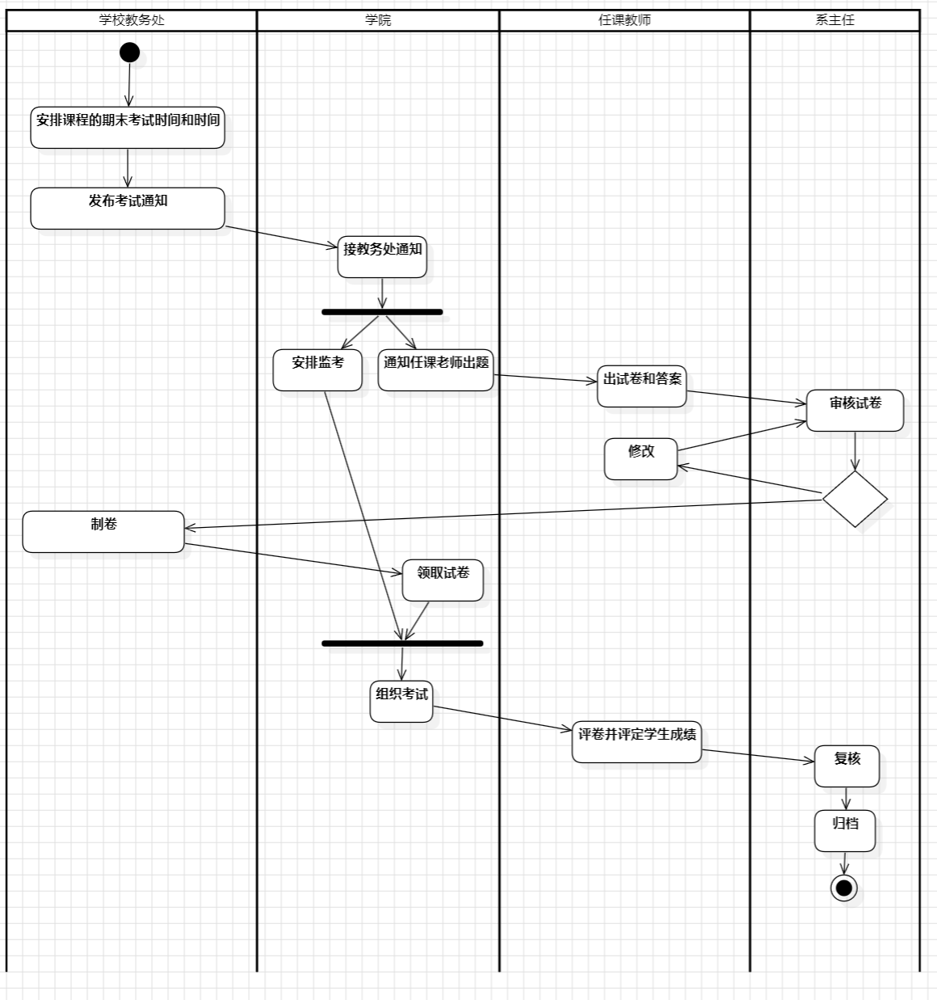 学校教务处
学院
任课教师
系主任
安排课程的期末考试时间和时间
发布考试通知
接教务处通知
安排监考
通知任课老师出题
出试卷和答案
审核试卷
修改
制卷
领取试卷
组织考试
评卷并评定学生成绩
复核
归档